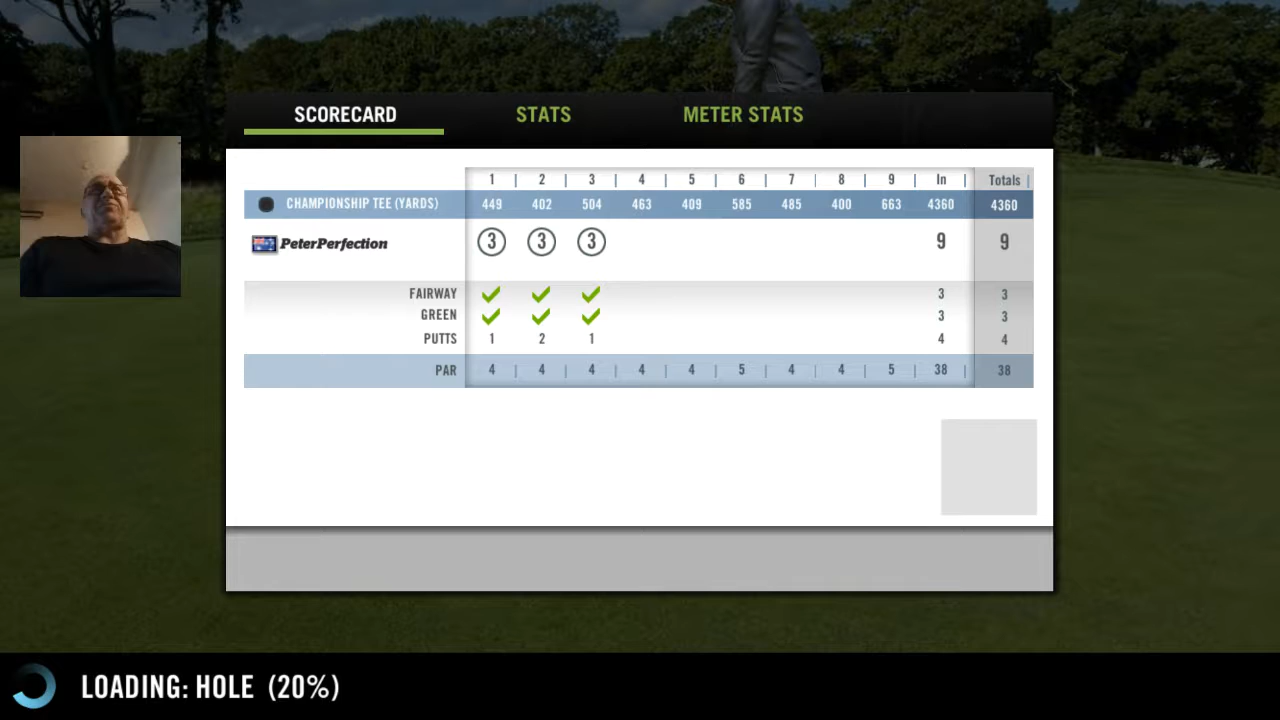 SCORECARD STATS METER STATS
1 | 2 | 3 | 4 | 5 | 6 | 7 | 8 | 9 | In | Totals |
CHAMPIONSHIP TEE (YARDS) 449 402 504 463 409 585 485 400 663 4360 4360
PeterPerfection 3 3 3 9 9
FAIRWAY 3 3
GREEN 3 3
PUTTS 1 2 1 4 4
PAR 4 | 4 | 4 | 4 | 4 | 5 | 4 | 4 | 5 | 38 | 38
LOADING: HOLE (20%)